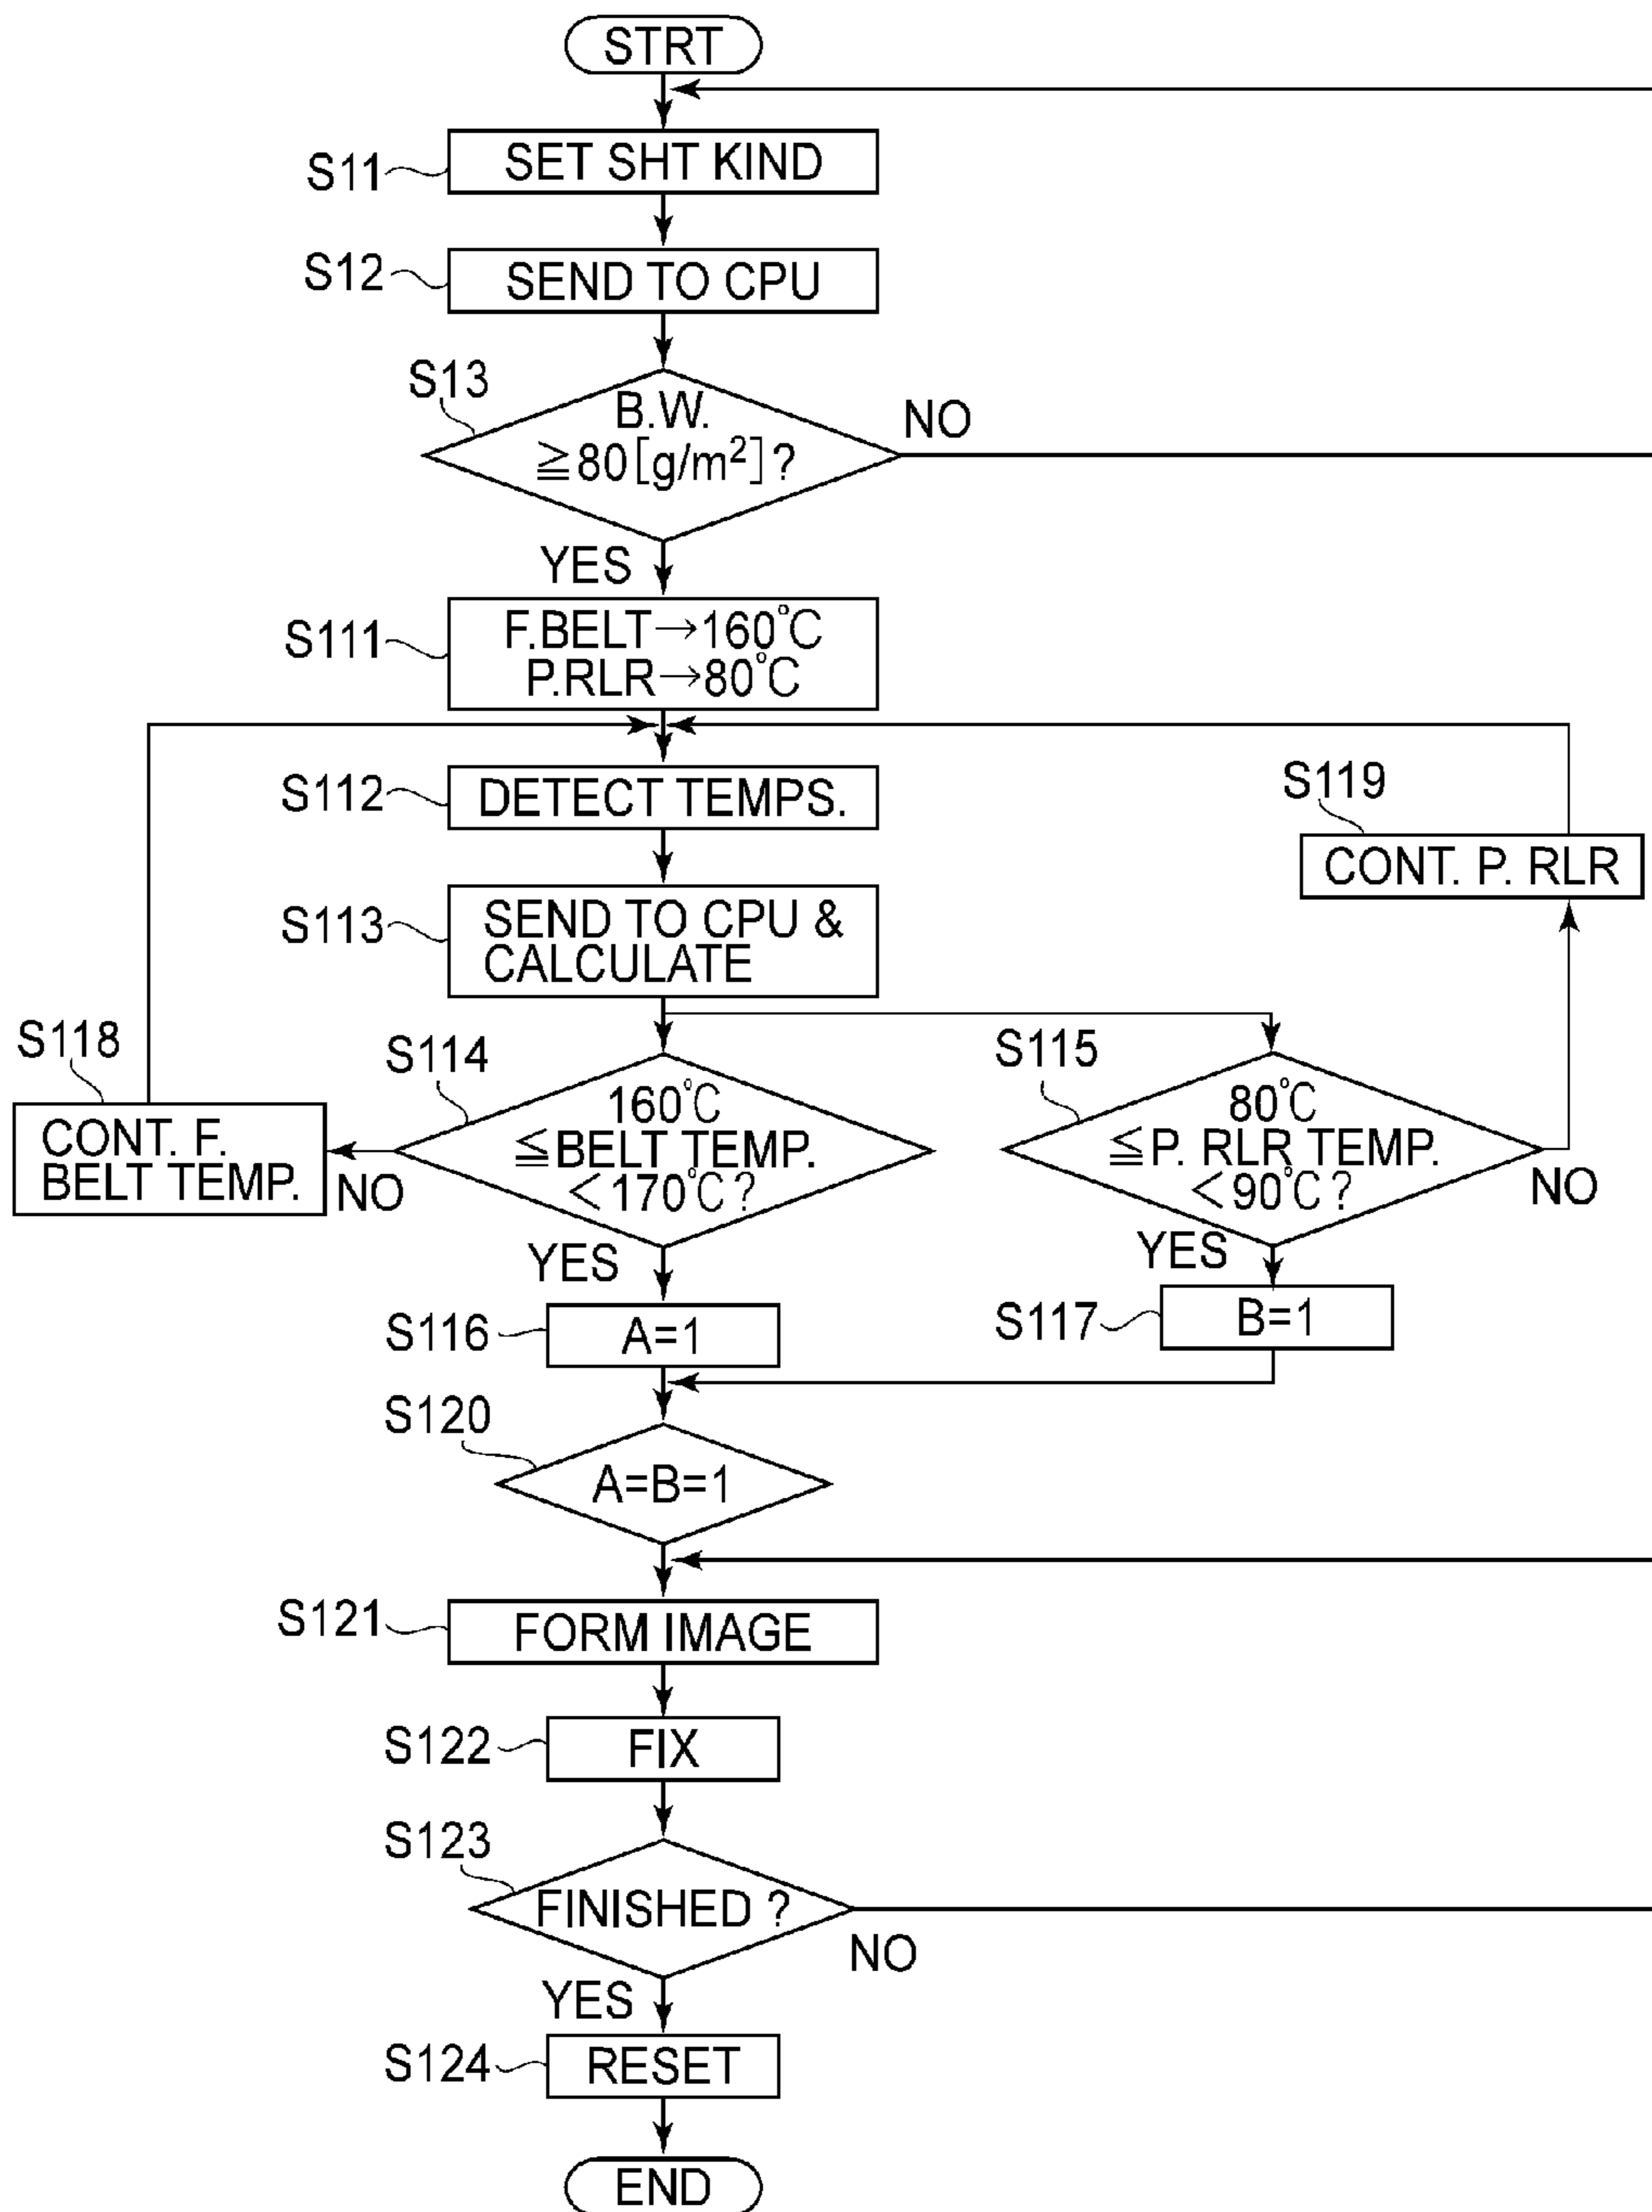 STRT
S11
SET SHT KIND
S12
SEND TO CPU
S13
B.W.
≧80[g/m²]?
NO
YES
S111
F.BELT→160°C
P.RLR→80°C
S112
DETECT TEMPS.
S119
CONT. P. RLR
S113
SEND TO CPU &
CALCULATE
S118
CONT. F.
BELT TEMP.
S114
160°C
≦BELT TEMP.
<170°C?
NO
YES
S115
80°C
≦P. RLR TEMP.
<90°C?
NO
YES
S116
A=1
S117
B=1
S120
A=B=1
S121
FORM IMAGE
S122
FIX
S123
FINISHED ?
NO
YES
S124
RESET
END